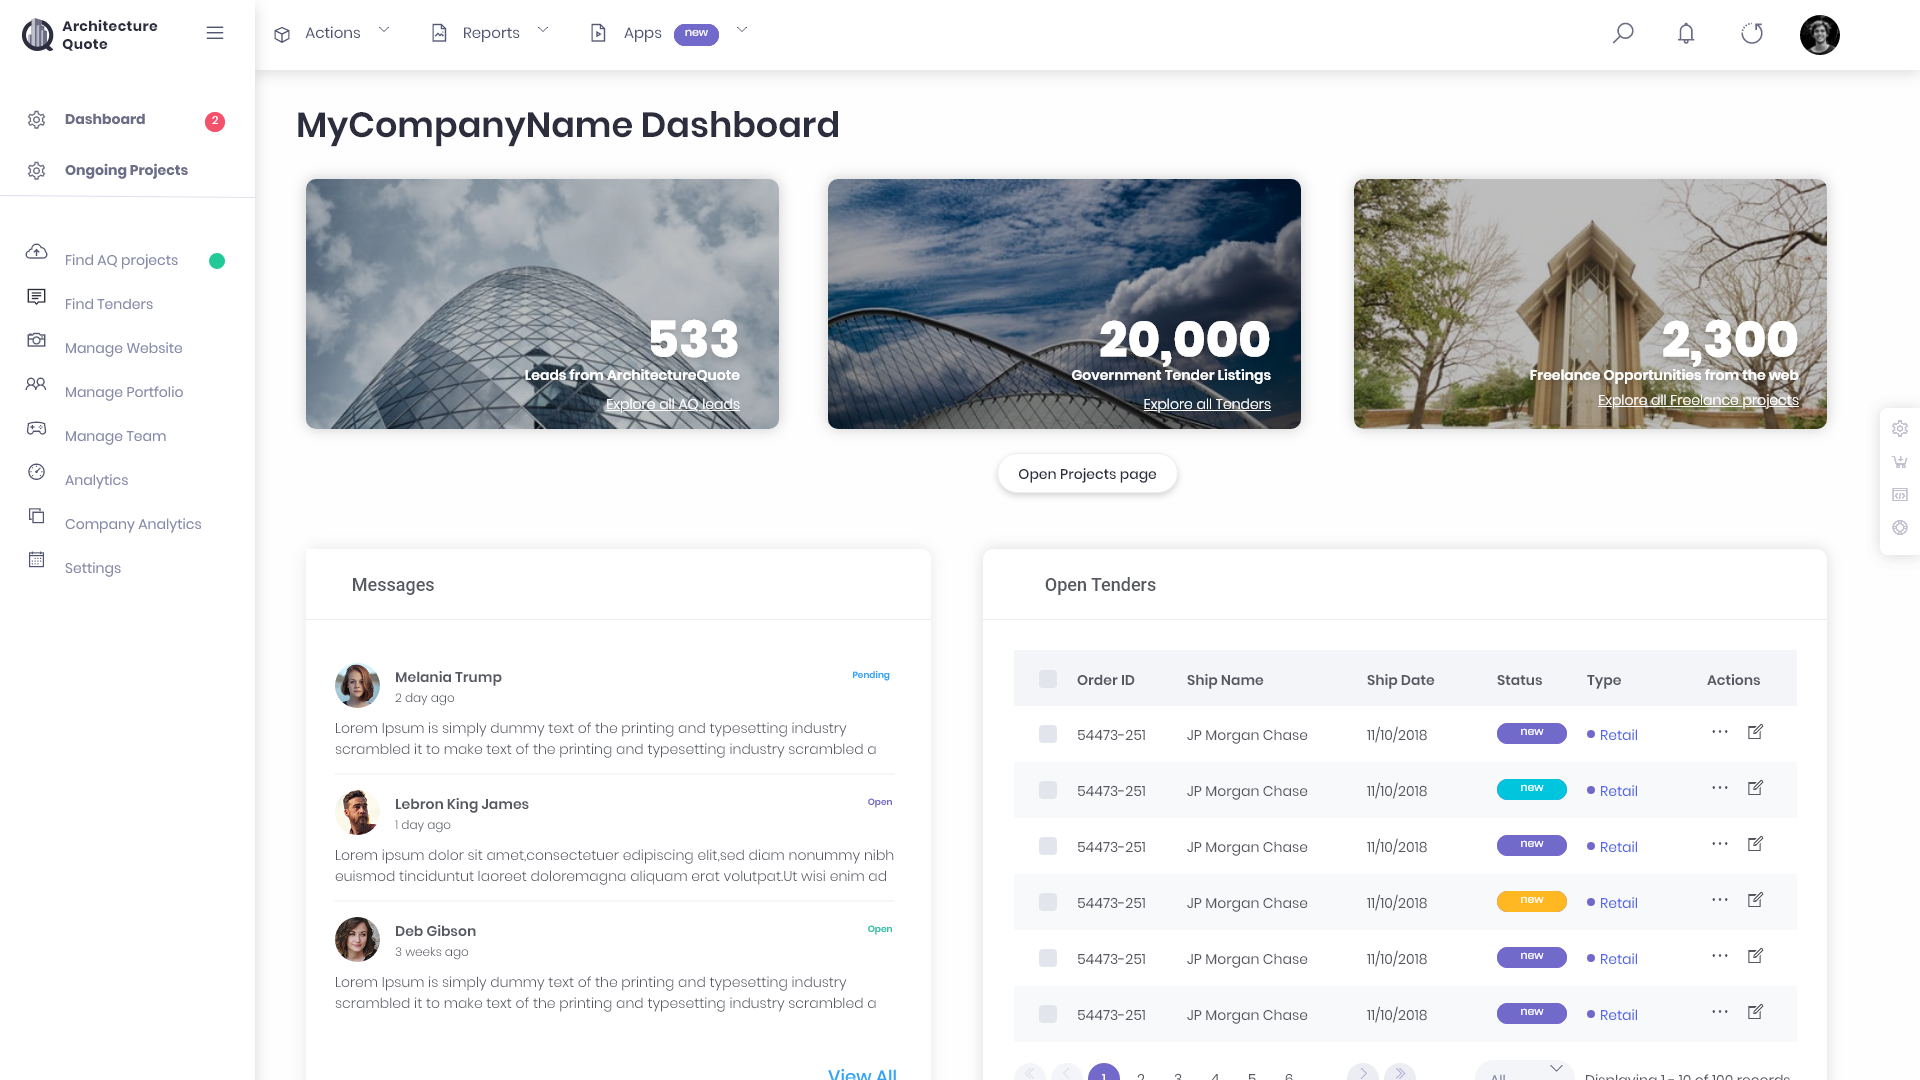 Architecture
Quote
Actions
Reports
Apps
new
Dashboard
2
Ongoing Projects
Find AQ projects
Find Tenders
Manage Website
Manage Portfolio
Manage Team
Analytics
Company Analytics
Settings
MyCompanyName Dashboard
533
Leads from ArchitectureQuote
Explore all AQ leads
20,000
Government Tender Listings
Explore all Tenders
2,300
Freelance Opportunities from the web
Explore all Freelance projects
Open Projects page
Messages
Melania Trump
Pending
2 day ago
Lorem Ipsum is simply dummy text of the printing and typesetting industry
scrambled it to make text of the printing and typesetting industry scrambled a
Lebron King James
Open
1 day ago
Lorem ipsum dolor sit amet,consectetuer edipiscing elit,sed diam nonummy nibh
euismod tinciduntut laoreet doloremagna aliquam erat volutpat.Ut wisi enim ad
Deb Gibson
Open
3 weeks ago
Lorem Ipsum is simply dummy text of the printing and typesetting industry
scrambled it to make text of the printing and typesetting industry scrambled a
View All
Open Tenders
Order ID Ship Name Ship Date Status Type Actions
54473-251 JP Morgan Chase 11/10/2018 new Retail
54473-251 JP Morgan Chase 11/10/2018 new Retail
54473-251 JP Morgan Chase 11/10/2018 new Retail
54473-251 JP Morgan Chase 11/10/2018 new Retail
54473-251 JP Morgan Chase 11/10/2018 new Retail
54473-251 JP Morgan Chase 11/10/2018 new Retail
1 2 3 4 5 6 All Displaying 1 - 10 of 100 records